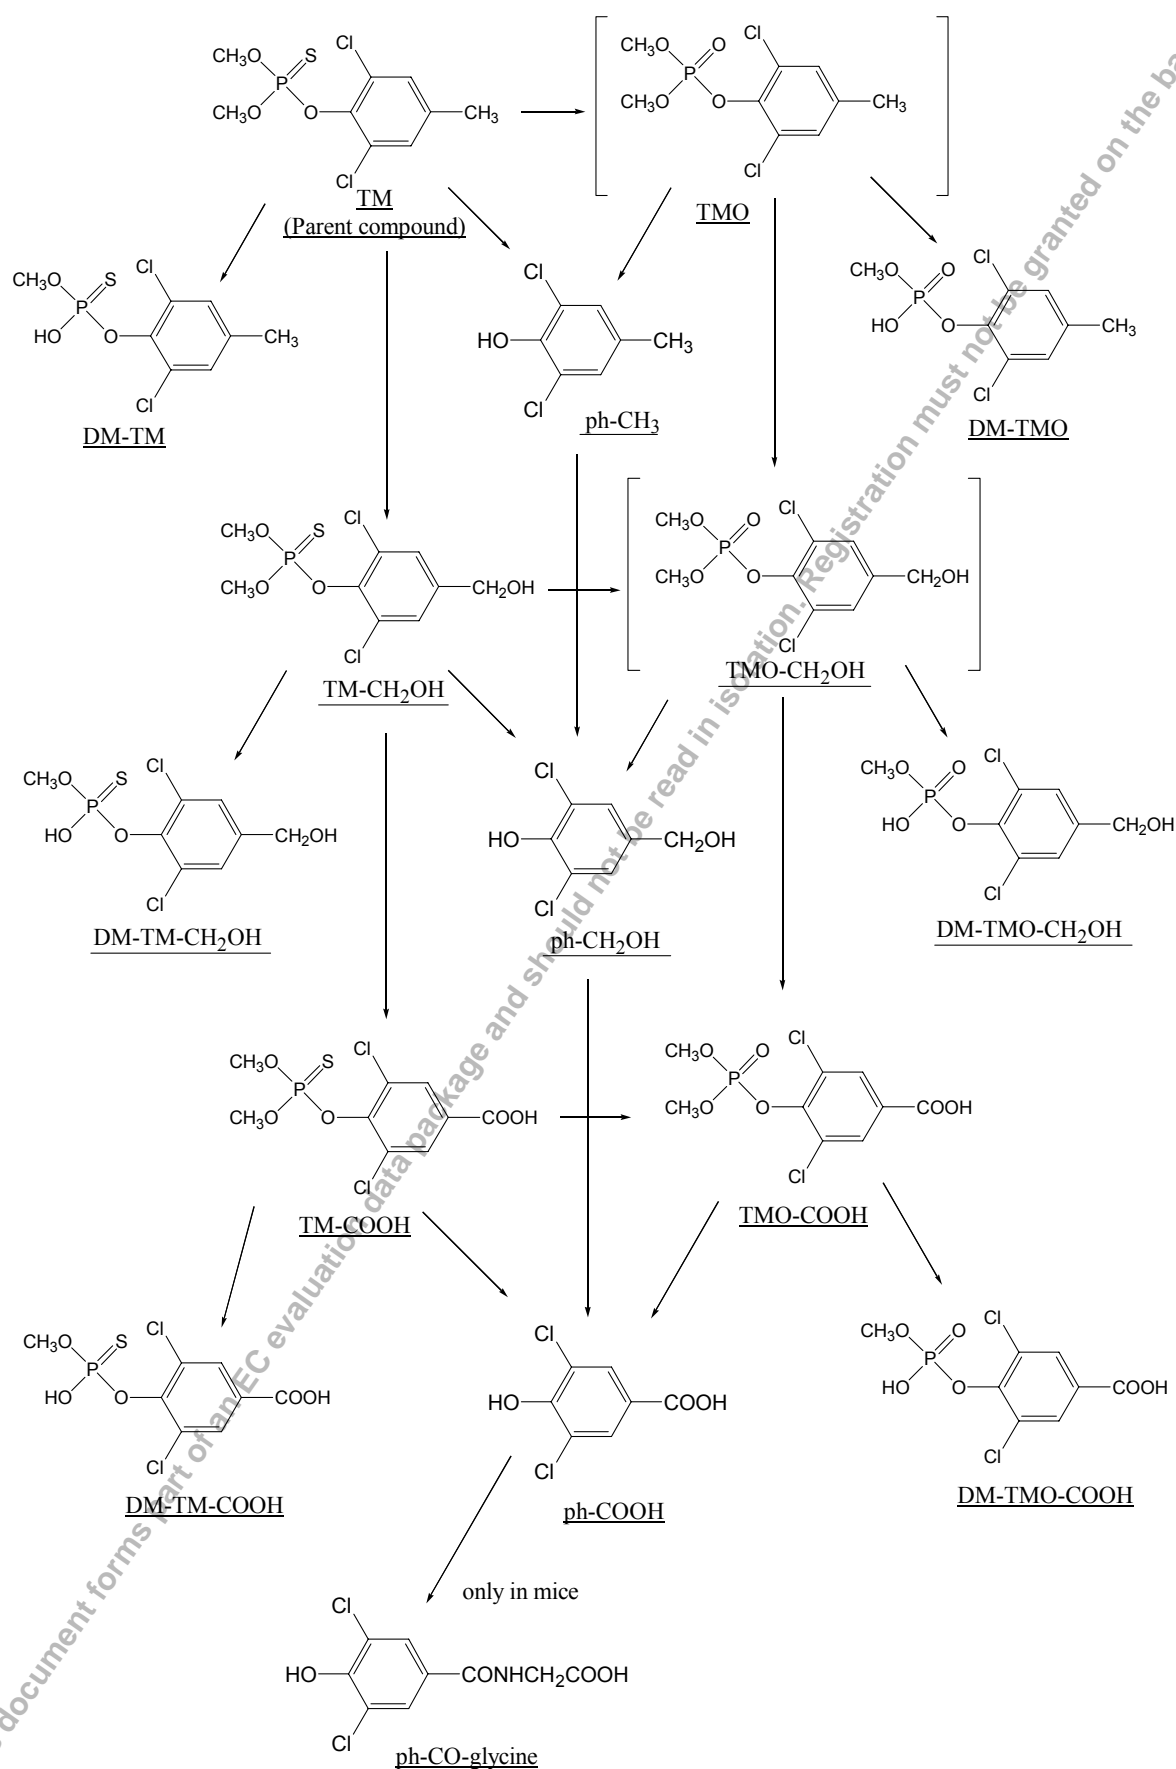 CH3O S Cl
P
CH3O O CH3
Cl
TM
(Parent compound)
CH3O O Cl
P
CH3O O CH3
Cl
TMO
CH3O S Cl
P
HO O CH3
Cl
DM-TM
Cl
HO CH3
Cl
ph-CH3
CH3O O Cl
P
HO O CH3
Cl
DM-TMO
CH3O S Cl
P
CH3O O CH2OH
Cl
TM-CH2OH
CH3O O Cl
P
CH3O O CH2OH
Cl
TMO-CH2OH
CH3O S Cl
P
HO O CH2OH
Cl
DM-TM-CH2OH
Cl
HO CH2OH
Cl
ph-CH2OH
CH3O O Cl
P
HO O CH2OH
Cl
DM-TMO-CH2OH
CH3O S Cl
P
CH3O O COOH
Cl
TM-COOH
CH3O O Cl
P
CH3O O COOH
Cl
TMO-COOH
CH3O S Cl
P
HO O COOH
Cl
DM-TM-COOH
Cl
HO COOH
Cl
ph-COOH
CH3O O Cl
P
HO O COOH
Cl
DM-TMO-COOH
only in mice
Cl
HO CONHCH2COOH
Cl
ph-CO-glycine
document forms part of an EC evaluation data package and should not be read in isolation. Registration must not be granted on the